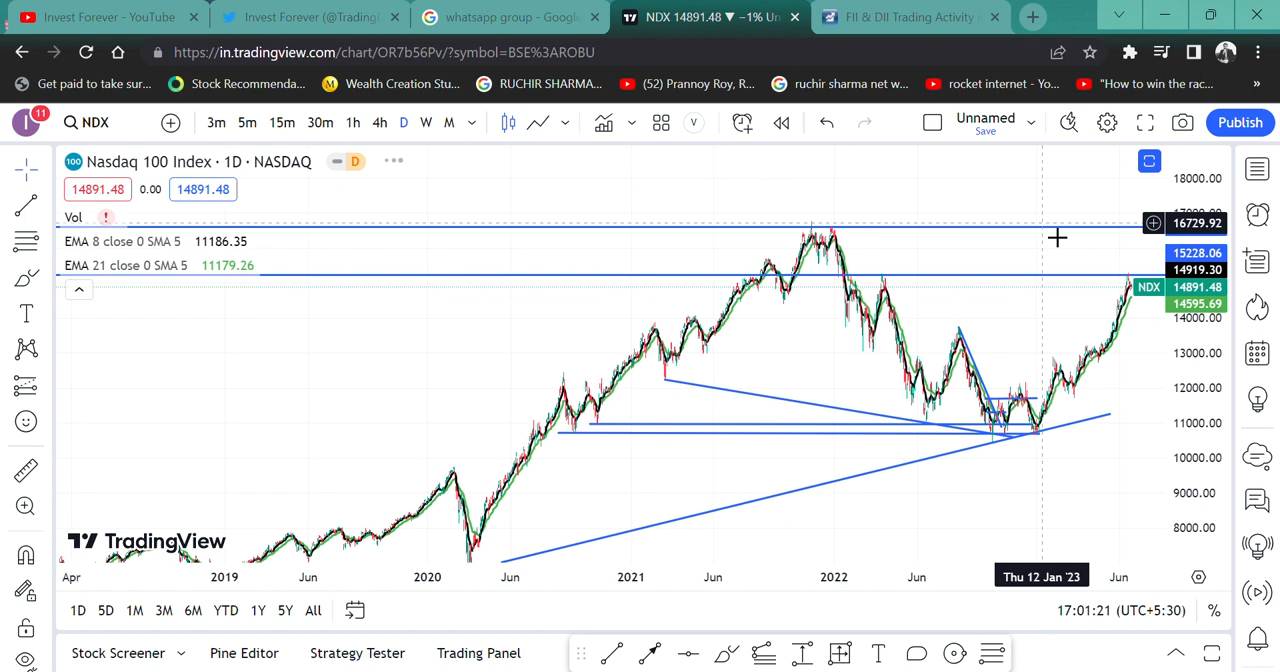 Invest Forever - YouTube
Invest Forever (@Trading
whatsapp group - Google
NDX 14891.48 ▼ −1% Un
FII & DII Trading Activity
https://in.tradingview.com/chart/OR7b56Pv/?symbol=BSE%3AROBU
Get paid to take sur...
Stock Recommenda...
Wealth Creation Stu...
RUCHIR SHARMA...
(52) Prannoy Roy, R...
ruchir sharma net w...
rocket internet - Yo...
"How to win the rac...
»
I
11
NDX
3m 5m 15m 30m 1h 4h D W M
V
Unnamed
Save
Publish
100 Nasdaq 100 Index · 1D · NASDAQ
D
14891.48 0.00 14891.48
Vol !
EMA 8 close 0 SMA 5 11186.35
EMA 21 close 0 SMA 5 11179.26
18000.00
16729.92
15228.06
14919.30
NDX 14891.48
14595.69
14000.00
13000.00
12000.00
11000.00
10000.00
9000.00
8000.00
TradingView
Apr 2019 Jun 2020 Jun 2021 Jun 2022 Jun Thu 12 Jan '23 Jun
1D 5D 1M 3M 6M YTD 1Y 5Y All
17:01:21 (UTC+5:30) %
Stock Screener Pine Editor Strategy Tester Trading Panel